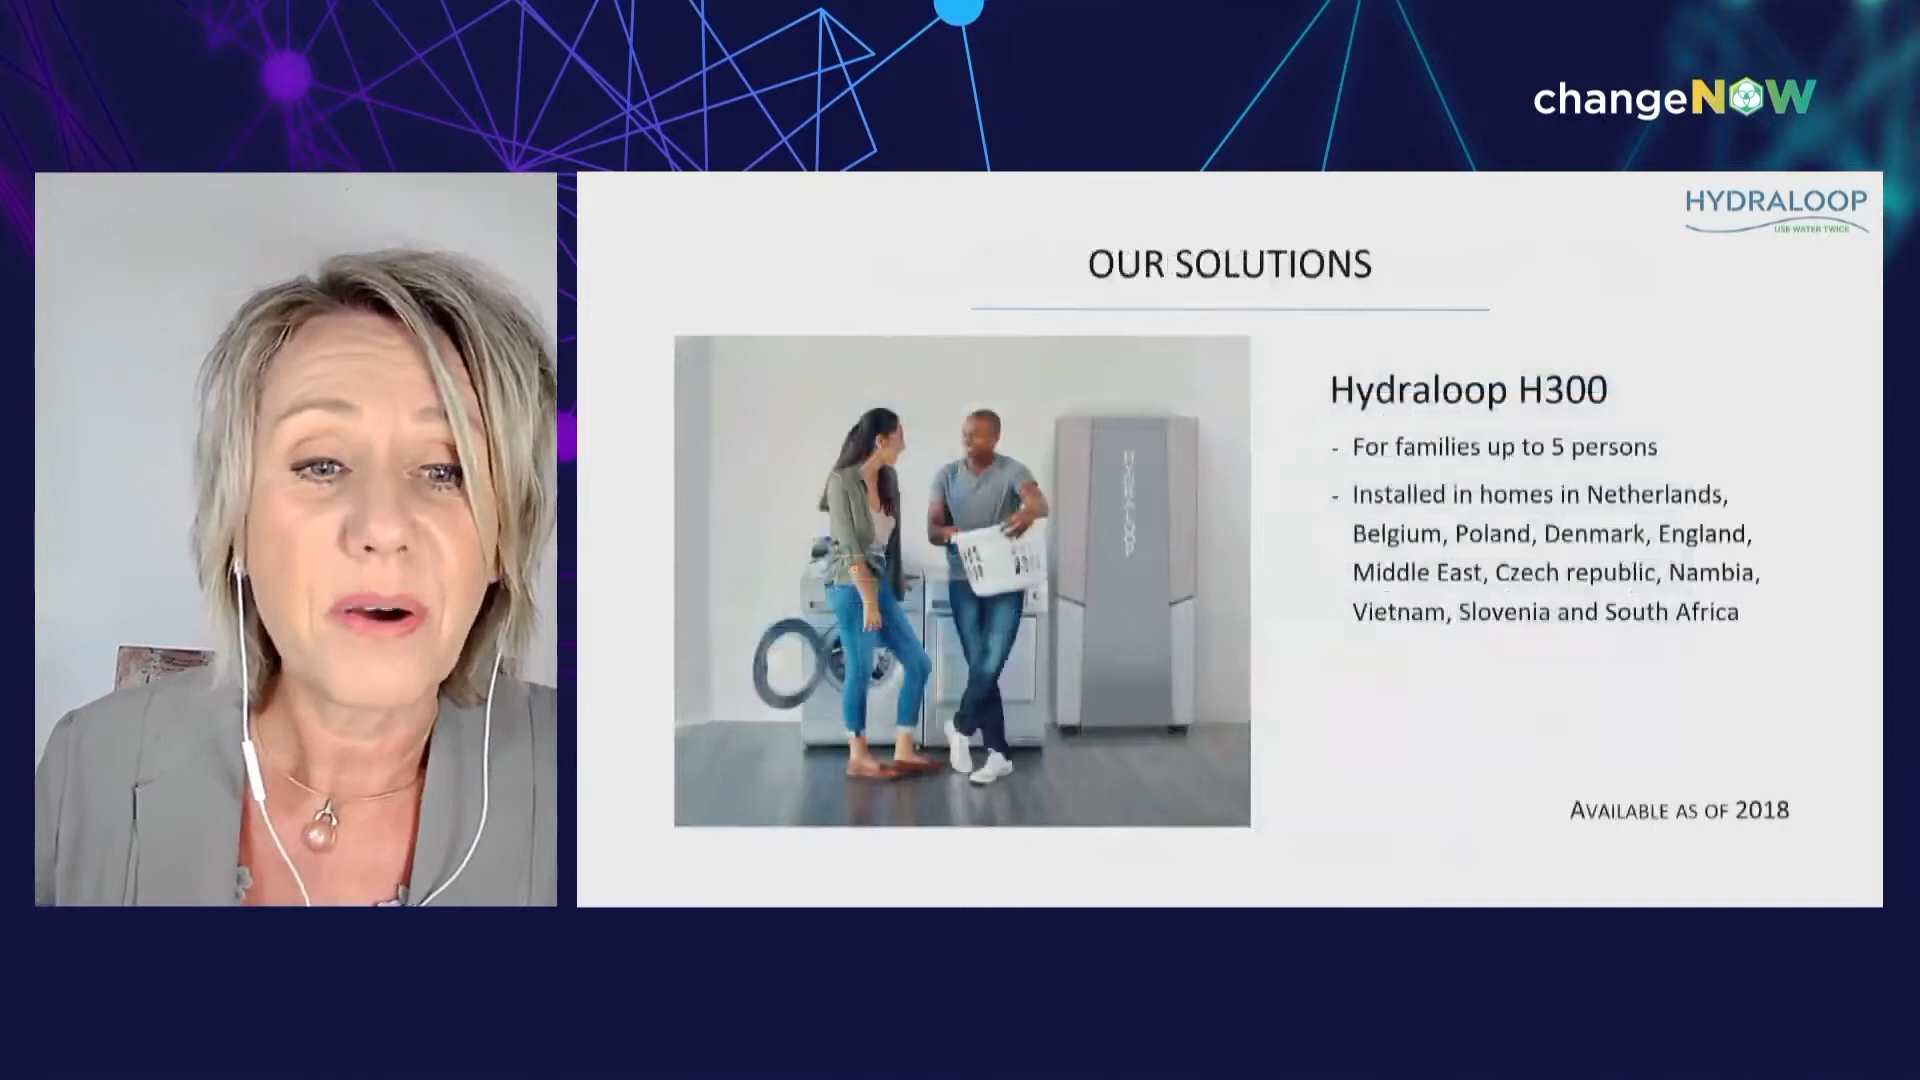 changeNOW
HYDRALOOP
USE WATER TWICE
OUR SOLUTIONS
HYDRALOOP
Hydraloop H300
- For families up to 5 persons
- Installed in homes in Netherlands,
Belgium, Poland, Denmark, England,
Middle East, Czech republic, Nambia,
Vietnam, Slovenia and South Africa
AVAILABLE AS OF 2018